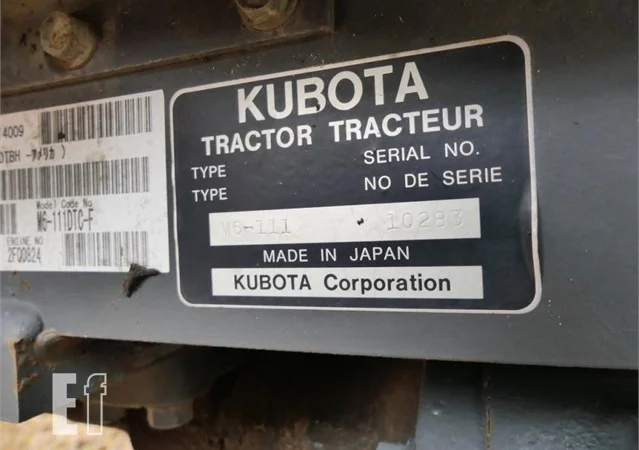 4009
DTBH -アメリカ )
Model Code No
M6-111DTC-F
ENGINE NO
2FQ0824
KUBOTA
TRACTOR TRACTEUR
TYPE SERIAL NO.
TYPE NO DE SERIE
M6-111 10283
MADE IN JAPAN
KUBOTA Corporation
Ef